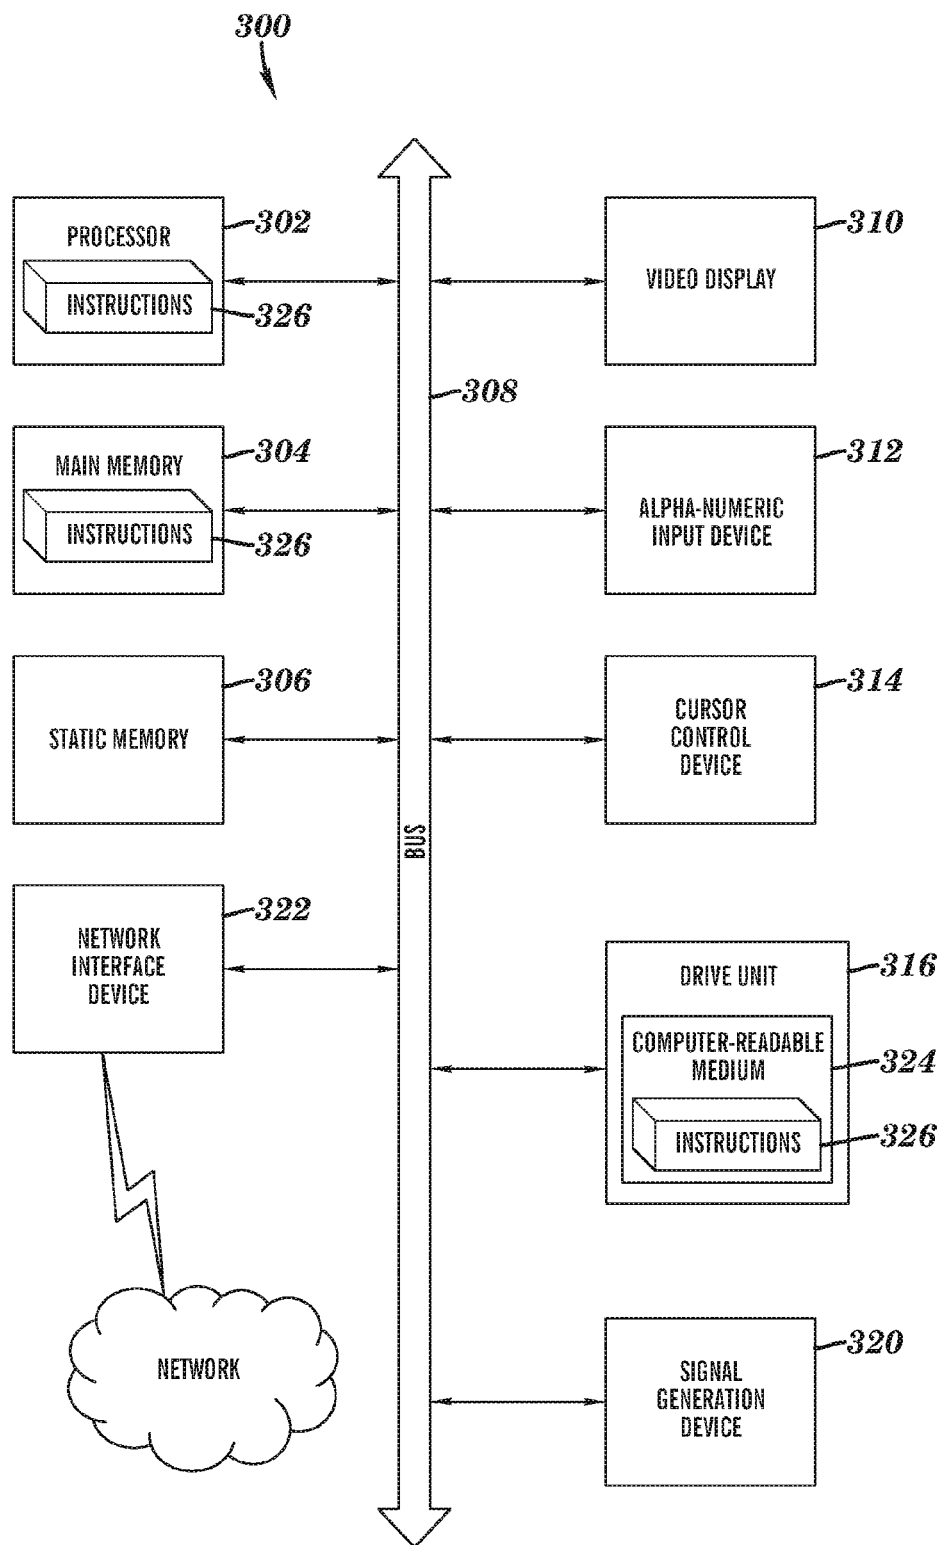 300
PROCESSOR
302
INSTRUCTIONS
326
VIDEO DISPLAY
310
308
MAIN MEMORY
304
INSTRUCTIONS
326
ALPHA-NUMERIC
INPUT DEVICE
312
STATIC MEMORY
306
CURSOR
CONTROL
DEVICE
314
BUS
NETWORK
INTERFACE
DEVICE
322
DRIVE UNIT
316
COMPUTER-READABLE
MEDIUM
324
INSTRUCTIONS
326
NETWORK
SIGNAL
GENERATION
DEVICE
320